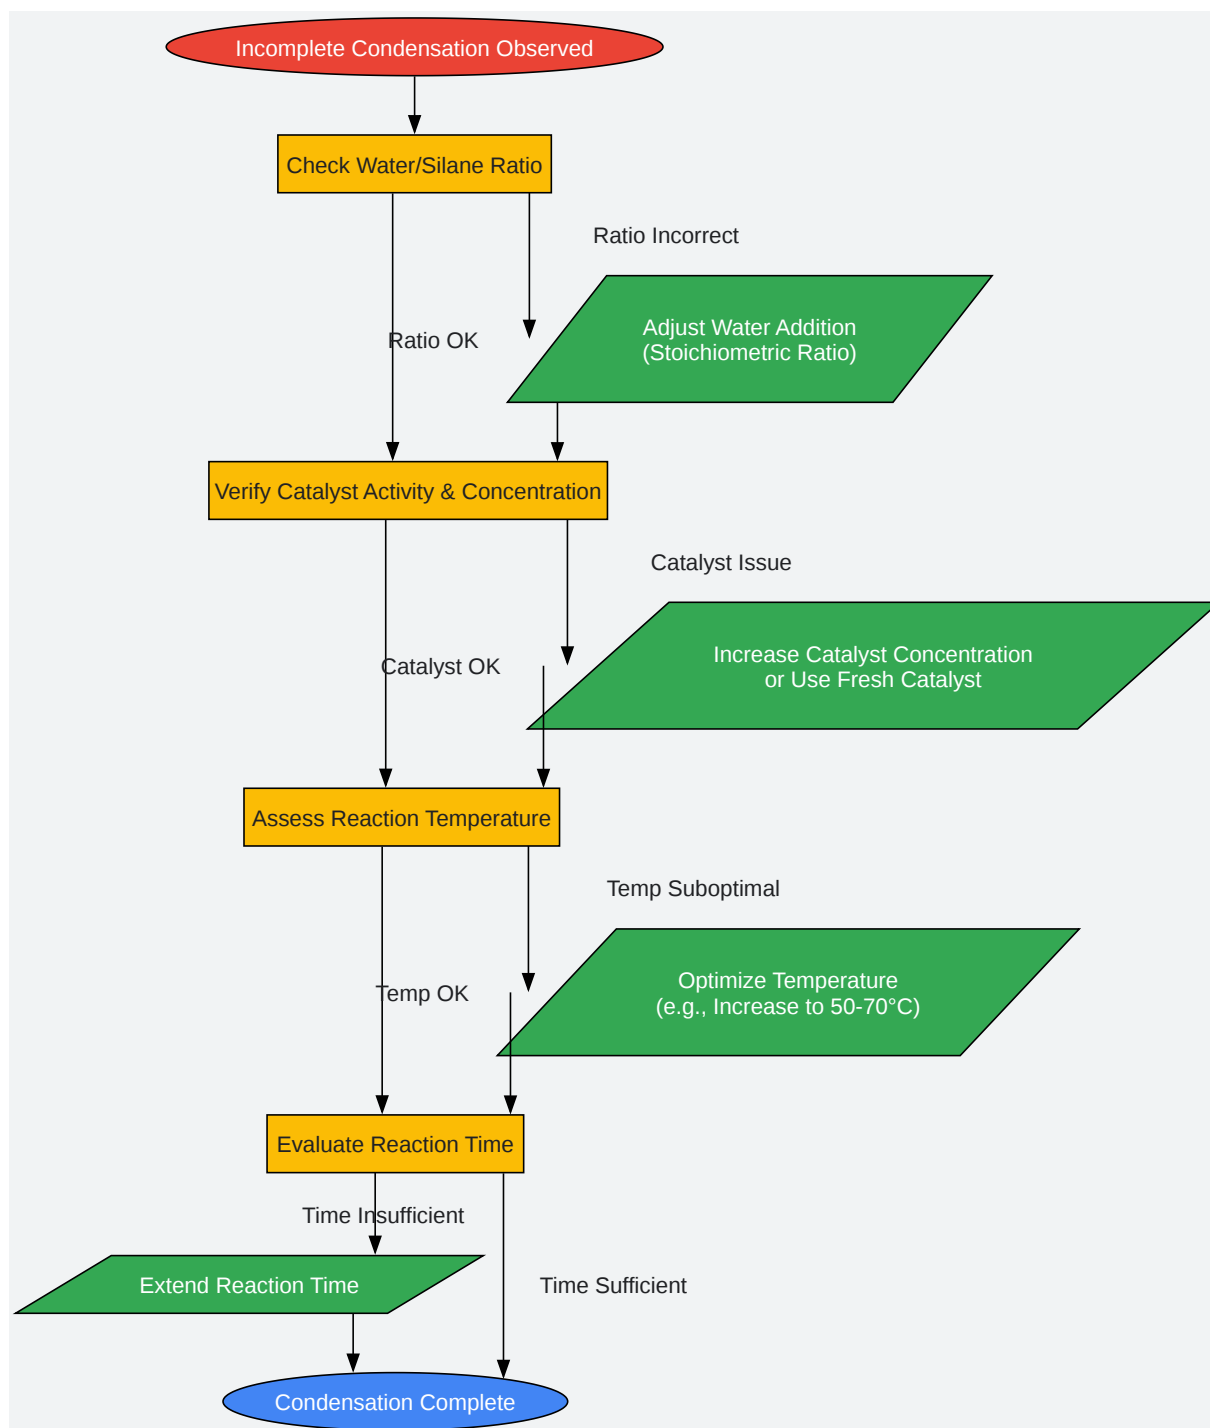 Incomplete Condensation Observed
Check Water/Silane Ratio
Ratio Incorrect
Ratio OK
Adjust Water Addition
(Stoichiometric Ratio)
Verify Catalyst Activity & Concentration
Catalyst Issue
Catalyst OK
Increase Catalyst Concentration
or Use Fresh Catalyst
Assess Reaction Temperature
Temp Suboptimal
Temp OK
Optimize Temperature
(e.g., Increase to 50-70°C)
Evaluate Reaction Time
Time Insufficient
Extend Reaction Time
Time Sufficient
Condensation Complete